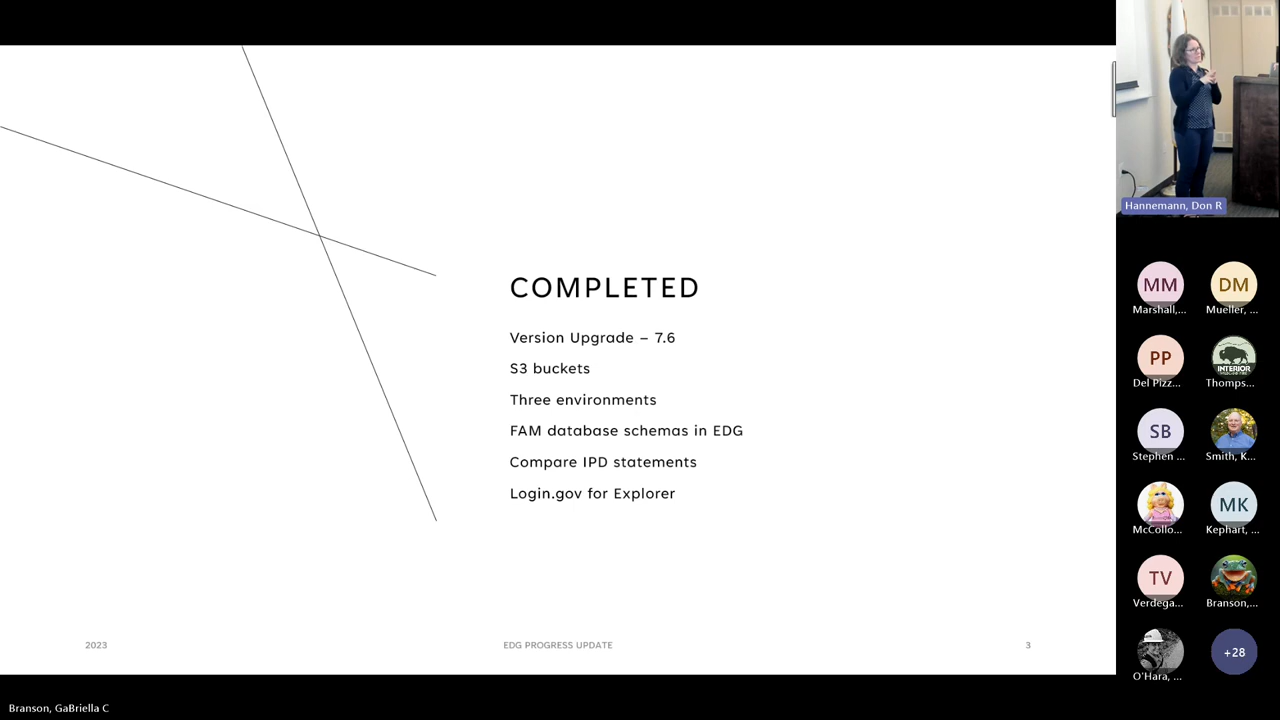 COMPLETED
Version Upgrade – 7.6
S3 buckets
Three environments
FAM database schemas in EDG
Compare IPD statements
Login.gov for Explorer
2023
EDG PROGRESS UPDATE
3
Hannemann, Don R
MM
Marshall,...
DM
Mueller, ...
PP
Del Pizz...
INTERIOR
Thomps...
SB
Stephen ...
Smith, K...
McCollo...
MK
Kephart, ...
TV
Verdega...
Branson,...
O'Hara, ...
+28
Branson, GaBriella C